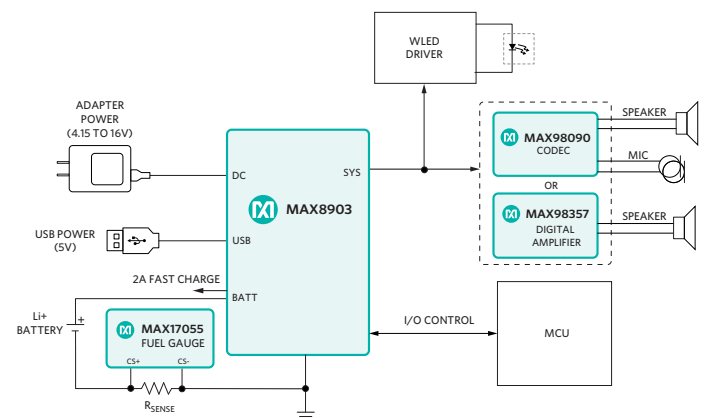 WLED
DRIVER
ADAPTER
POWER
(4.15 TO 16V)
DC
SYS
MAX8903
USB POWER
(5V)
USB
2A FAST CHARGE
BATT
Li+
BATTERY
+
MAX17055
FUEL GAUGE
CS+
CS-
RSENSE
MAX98090
CODEC
SPEAKER
MIC
OR
MAX98357
DIGITAL
AMPLIFIER
SPEAKER
I/O CONTROL
MCU